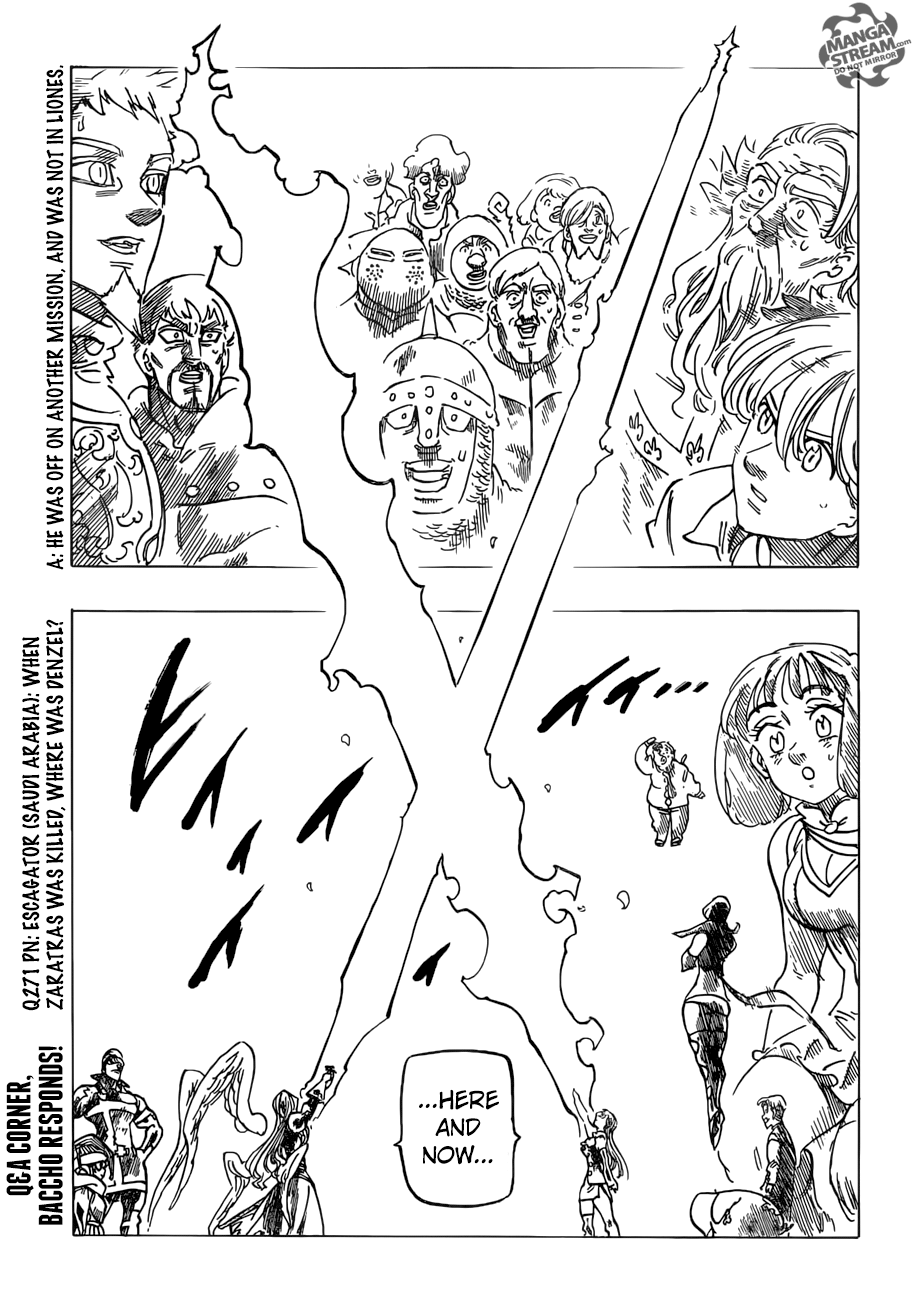 MANGA
STREAM.com
DO NOT MIRROR
...HERE
AND
NOW...
Q&A CORNER,
BACCHO RESPONDS!
Q271 PN: ESCAGATOR (SAUDI ARABIA): WHEN
ZARATRAS WAS KILLED, WHERE WAS DENZEL?
A: HE WAS OFF ON ANOTHER MISSION, AND WAS NOT IN LIONES.